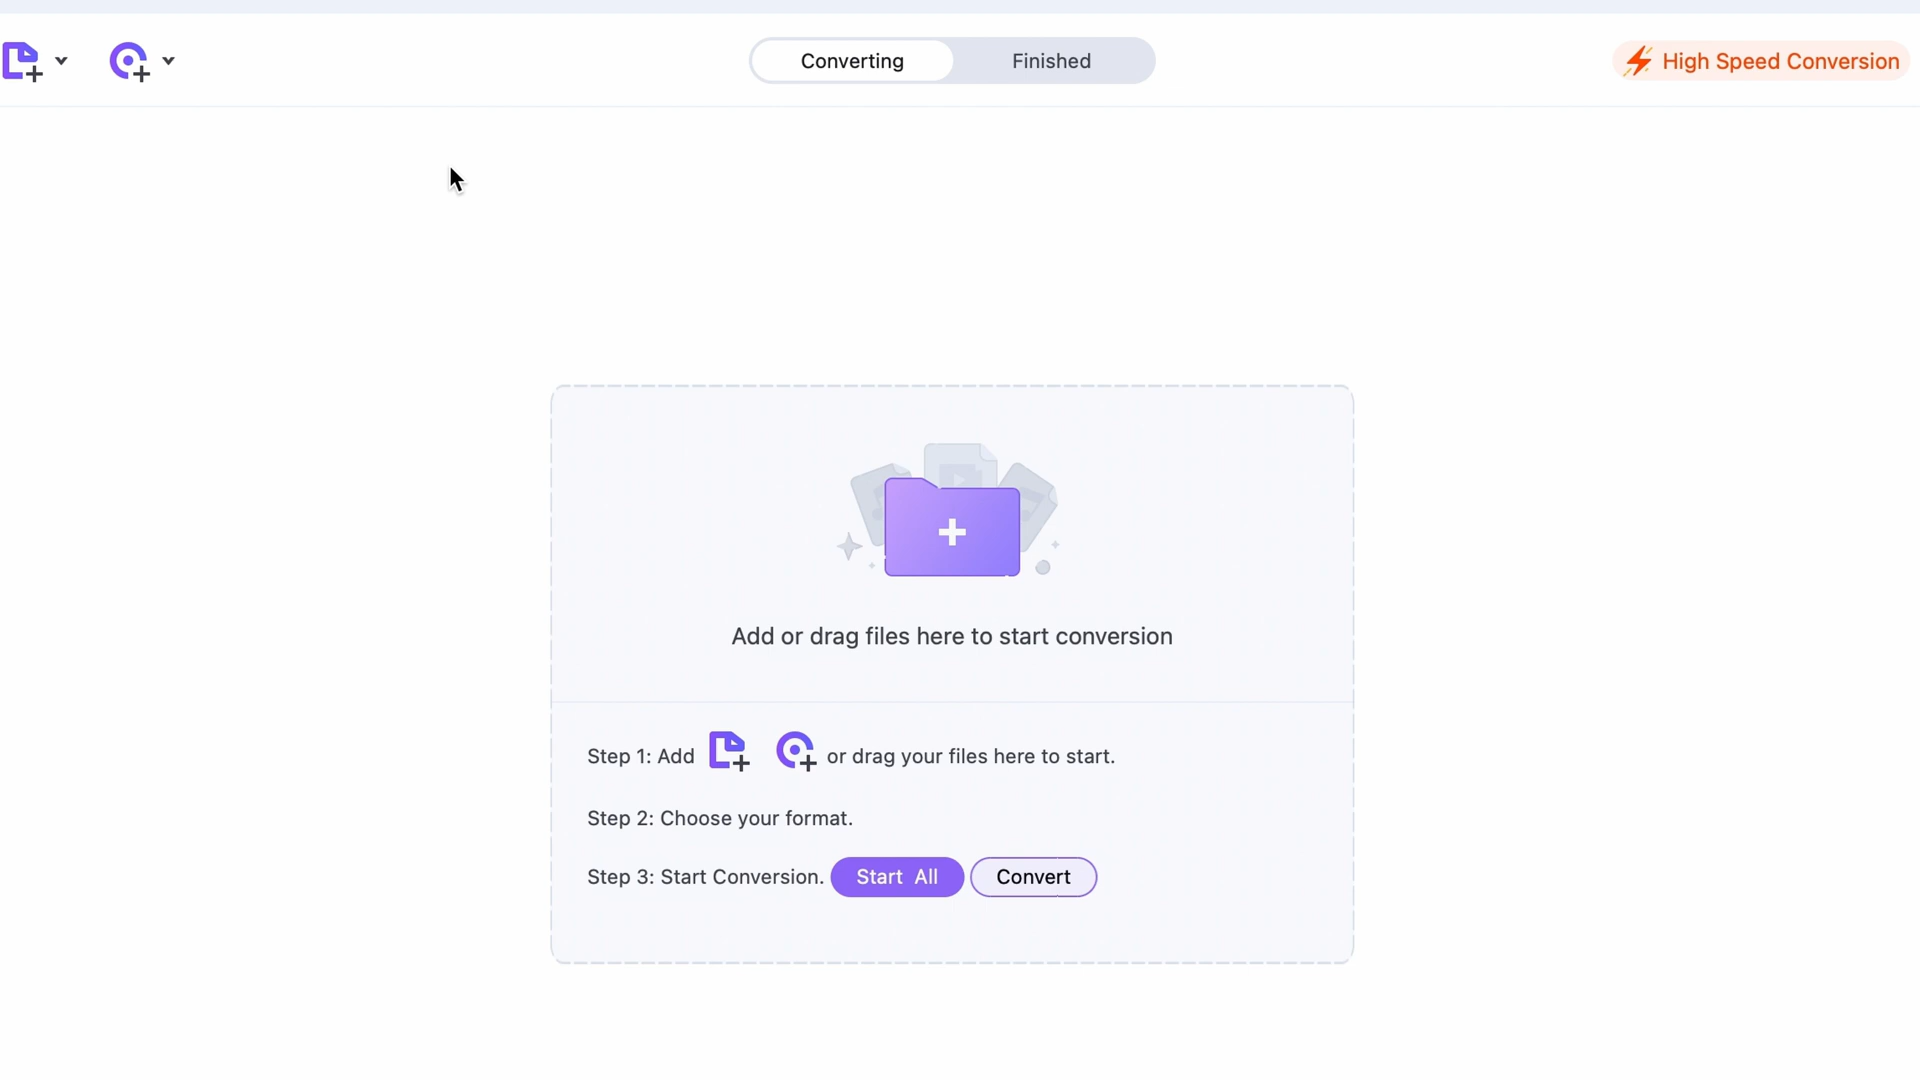 Converting
Finished
High Speed Conversion
Add or drag files here to start conversion
Step 1: Add or drag your files here to start.
Step 2: Choose your format.
Step 3: Start Conversion. Start All Convert